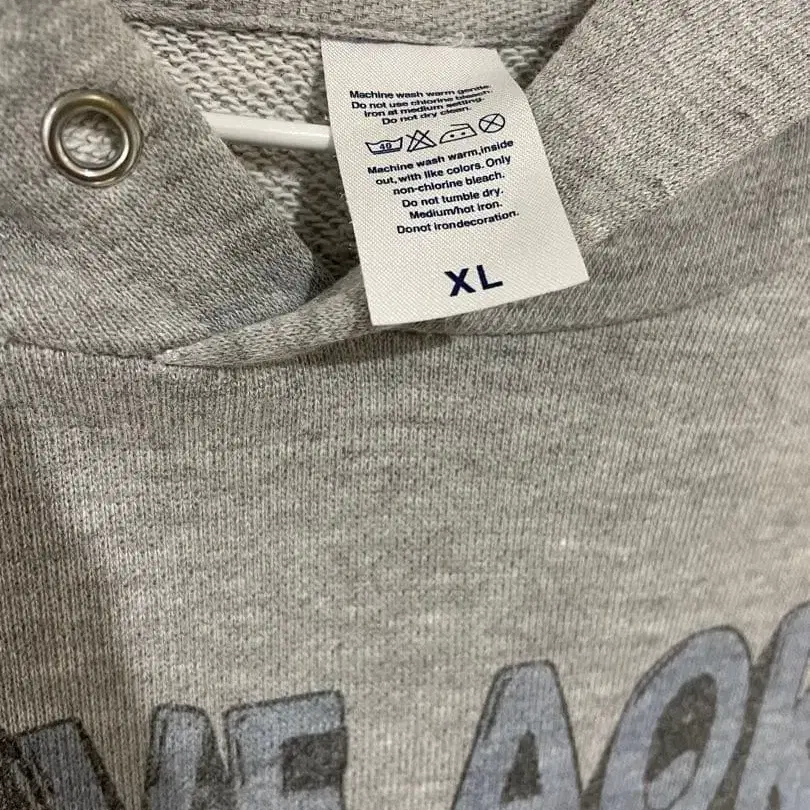 Machine wash warm gentle.
Do not use chlorine bleach.
Iron at medium setting.
Do not dry clean.
40
Machine wash warm,inside
out,with like colors.Only
non-chlorine bleach.
Do not tumble dry.
Medium/hot iron.
Donot irondecoration.
XL